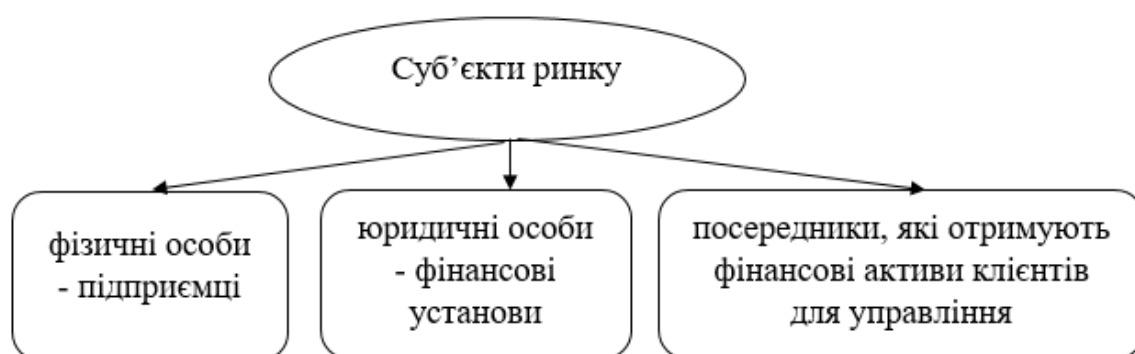 Суб’єкти ринку
фізичні особи
- підприємці
юридичні особи
- фінансові
установи
посередники, які отримують
фінансові активи клієнтів
для управління